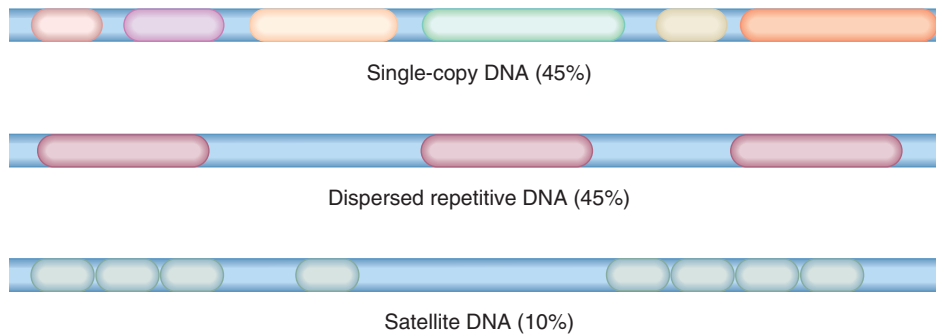 Single-copy DNA (45%)
Dispersed repetitive DNA (45%)
Satellite DNA (10%)